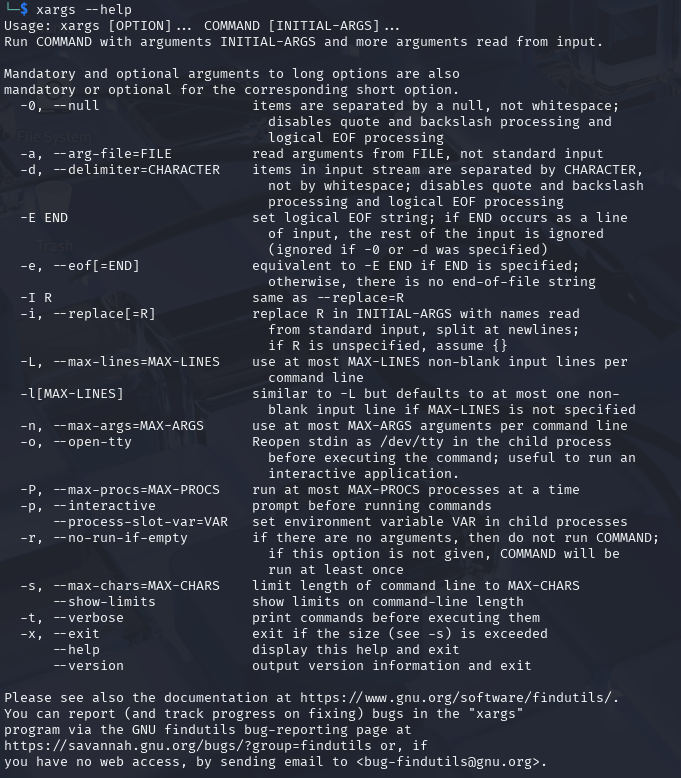 └─$ xargs --help
Usage: xargs [OPTION]... COMMAND [INITIAL-ARGS]...
Run COMMAND with arguments INITIAL-ARGS and more arguments read from input.

Mandatory and optional arguments to long options are also
mandatory or optional for the corresponding short option.
  -0, --null                   items are separated by a null, not whitespace;
                                 disables quote and backslash processing and
                                 logical EOF processing
  -a, --arg-file=FILE          read arguments from FILE, not standard input
  -d, --delimiter=CHARACTER    items in input stream are separated by CHARACTER,
                                 not by whitespace; disables quote and backslash
                                 processing and logical EOF processing
  -E END                       set logical EOF string; if END occurs as a line
                                 of input, the rest of the input is ignored
                                 (ignored if -0 or -d was specified)
  -e, --eof[=END]              equivalent to -E END if END is specified;
                                 otherwise, there is no end-of-file string
  -I R                         same as --replace=R
  -i, --replace[=R]            replace R in INITIAL-ARGS with names read
                                 from standard input, split at newlines;
                                 if R is unspecified, assume {}
  -L, --max-lines=MAX-LINES    use at most MAX-LINES non-blank input lines per
                                 command line
  -l[MAX-LINES]                similar to -L but defaults to at most one non-
                                 blank input line if MAX-LINES is not specified
  -n, --max-args=MAX-ARGS      use at most MAX-ARGS arguments per command line
  -o, --open-tty               Reopen stdin as /dev/tty in the child process
                                 before executing the command; useful to run an
                                 interactive application.
  -P, --max-procs=MAX-PROCS    run at most MAX-PROCS processes at a time
  -p, --interactive            prompt before running commands
      --process-slot-var=VAR   set environment variable VAR in child processes
  -r, --no-run-if-empty        if there are no arguments, then do not run COMMAND;
                                 if this option is not given, COMMAND will be
                                 run at least once
  -s, --max-chars=MAX-CHARS    limit length of command line to MAX-CHARS
      --show-limits            show limits on command-line length
  -t, --verbose                print commands before executing them
  -x, --exit                   exit if the size (see -s) is exceeded
      --help                   display this help and exit
      --version                output version information and exit

Please see also the documentation at https://www.gnu.org/software/findutils/.
You can report (and track progress on fixing) bugs in the "xargs"
program via the GNU findutils bug-reporting page at
https://savannah.gnu.org/bugs/?group=findutils or, if
you have no web access, by sending email to <bug-findutils@gnu.org>.
File System
Trash